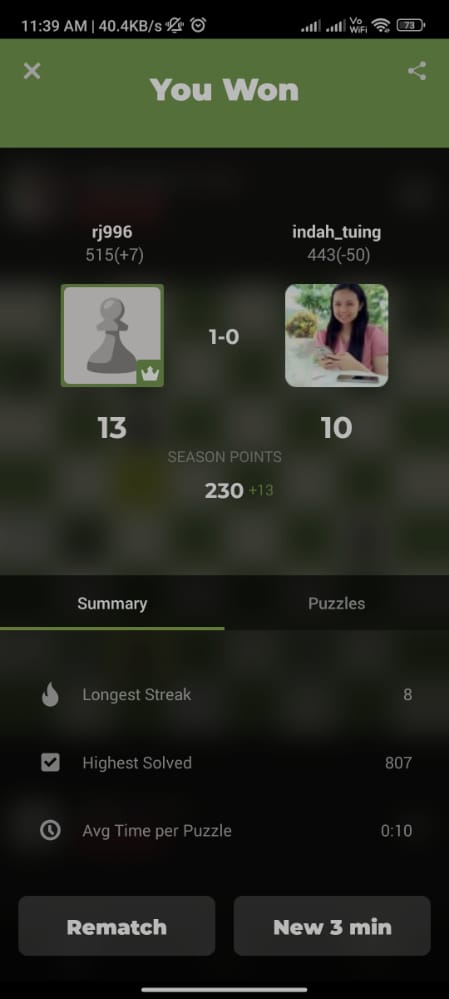 11:39 AM | 40.4KB/s
Vo
WiFi
73
You Won
rj996
indah_tuing
515(+7)
443(-50)
1-0
13
10
SEASON POINTS
230 +13
Summary
Puzzles
Longest Streak
8
Highest Solved
807
Avg Time per Puzzle
0:10
Rematch
New 3 min